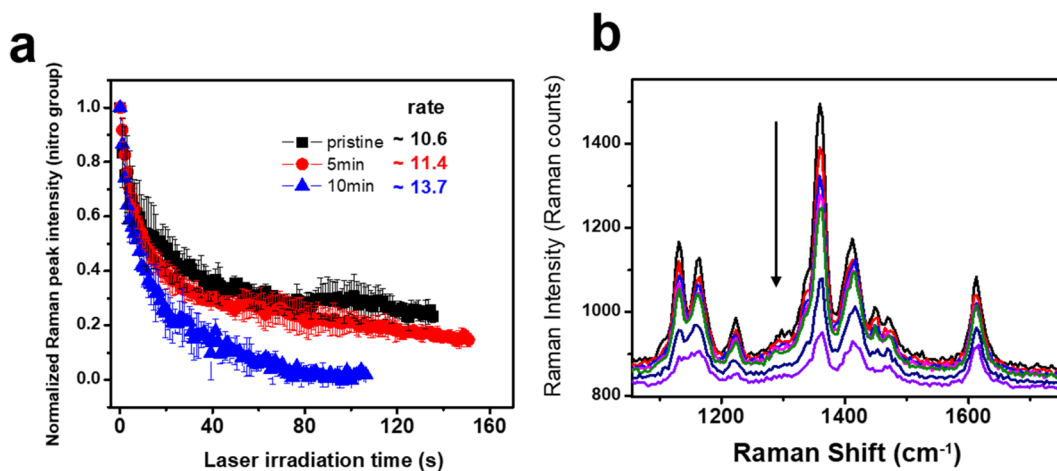 a
Normalized Raman peak intensity (nitro group)
1.0
0.8
0.6
0.4
0.2
0.0
rate
pristine ~ 10.6
5min ~ 11.4
10min ~ 13.7
0 40 80 120 160
Laser irradiation time (s)
b
Raman Intensity (Raman counts)
1400
1200
1000
800
1200 1400 1600
Raman Shift (cm⁻¹)